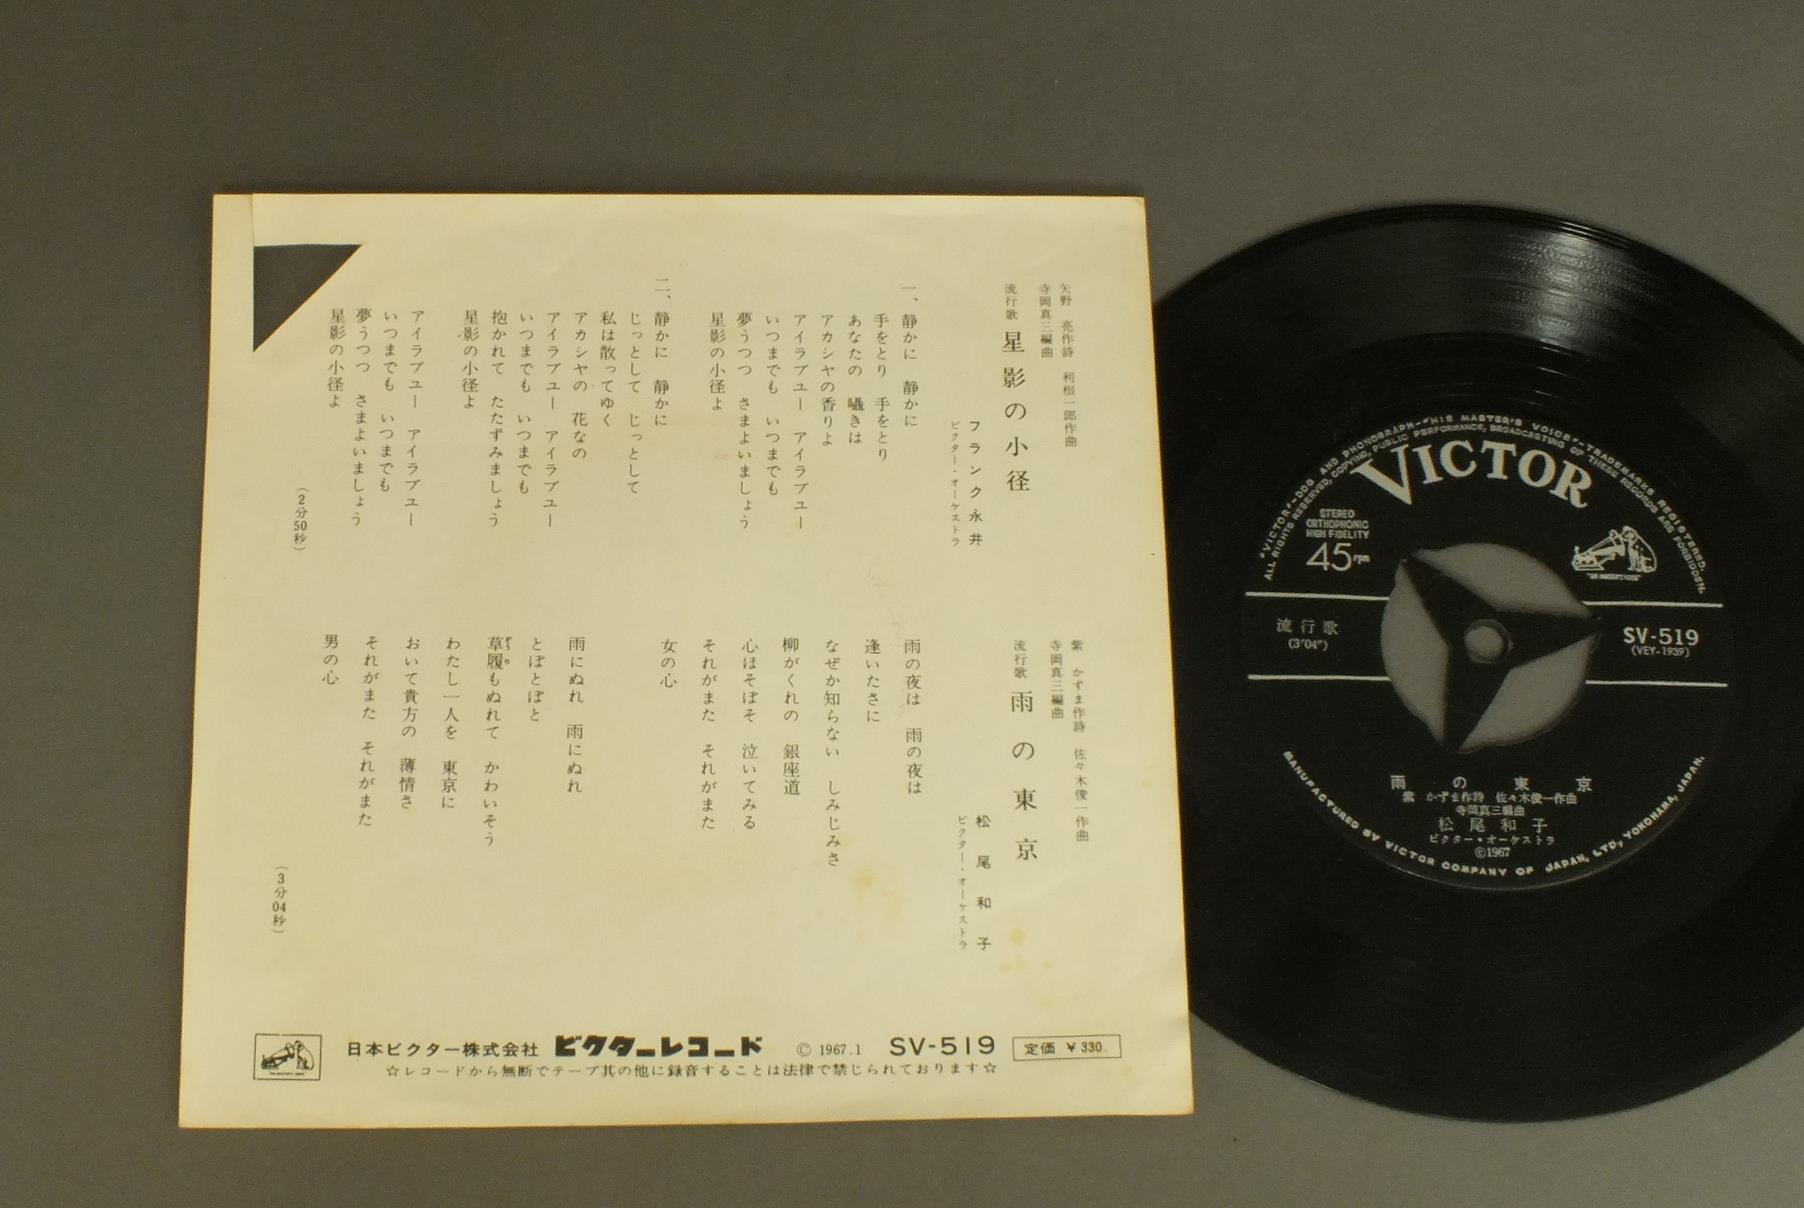 矢野 亮作詩 利根一郎作曲
寺岡真三編曲
流行歌 星影の小径
フランク永井
ビクター・オーケストラ
一、静かに 静かに
手をとり 手をとり
あなたの 囁きは
アカシヤの香りよ
アイラブユー アイラブユー
いつまでも いつまでも
夢うつつ さまよいましょう
星影の小径よ
二、静かに 静かに
じっとして じっとして
私は散ってゆく
アカシヤの 花なの
アイラブユー アイラブユー
いつまでも いつまでも
抱かれて たたずみましょう
星影の小径よ
アイラブユー アイラブユー
いつまでも いつまでも
夢うつつ さまよいましょう
星影の小径よ
(2分50秒)
紫 かずま作詩 佐々木俊一作曲
寺岡真三編曲
流行歌 雨の東京
松尾和子
ビクター・オーケストラ
雨の夜は 雨の夜は
逢いたさに
なぜか知らない しみじみさ
柳がくれの 銀座道
心ほそぼそ 泣いてみる
それがまた それがまた
女の心
雨にぬれ 雨にぬれ
とぼとぼと
草履もぬれて かわいそう
わたし一人を 東京に
おいて貴方の 薄情さ
それがまた それがまた
男の心
(3分04秒)
日本ビクター株式会社 ビクターレコード © 1967.1 SV-519 定価 ￥330.
☆レコードから無断でテープ其の他に録音することは法律で禁じられております☆
"VICTOR"-DOG AND PHONOGRAPH-"HIS MASTER'S VOICE"-TRADEMARKS REGISTERED.
ALL RIGHTS RESERVED, COPYING, PUBLIC PERFORMANCE, BROADCASTING OF THESE RECORDS ARE FORBIDDEN.
VICTOR
STEREO
ORTHOPHONIC
HIGH FIDELITY
45rpm
"HIS MASTER'S VOICE"
流行歌
(3'04")
SV-519
(VEY-1939)
雨の東京
紫 かずま作詩 佐々木俊一作曲
寺岡真三編曲
松尾和子
ビクター・オーケストラ
©1967
MANUFACTURED BY VICTOR COMPANY OF JAPAN, LTD, YOKOHAMA, JAPAN.